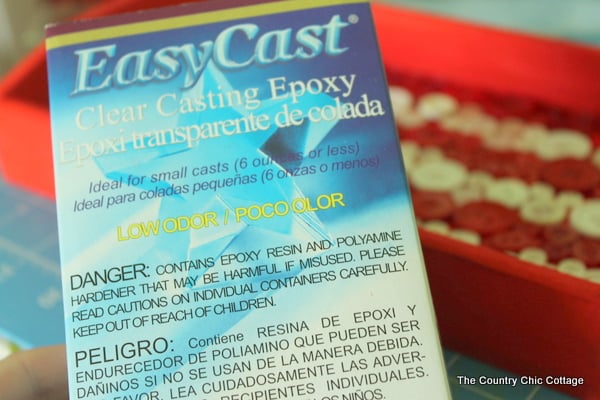 EasyCast®
Clear Casting Epoxy
Epoxi transparente de colada
Ideal for small casts (6 ounces or less)
Ideal para coladas pequeñas (6 onzas o menos)
LOW ODOR / POCO OLOR
DANGER: CONTAINS EPOXY RESIN AND POLYAMINE
HARDENER THAT MAY BE HARMFUL IF MISUSED. PLEASE
READ CAUTIONS ON INDIVIDUAL CONTAINERS CAREFULLY.
KEEP OUT OF REACH OF CHILDREN.
PELIGRO: Contiene RESINA DE EPOXI Y
ENDURECEDOR DE POLIAMINO QUE PUEDEN SER
DAÑINOS SI NO SE USAN DE LA MANERA DEBIDA.
FAVOR, LEA CUIDADOSAMENTE LAS ADVER-
RECIPIENTES INDIVIDUALES.
LOS NIÑOS.
The Country Chic Cottage